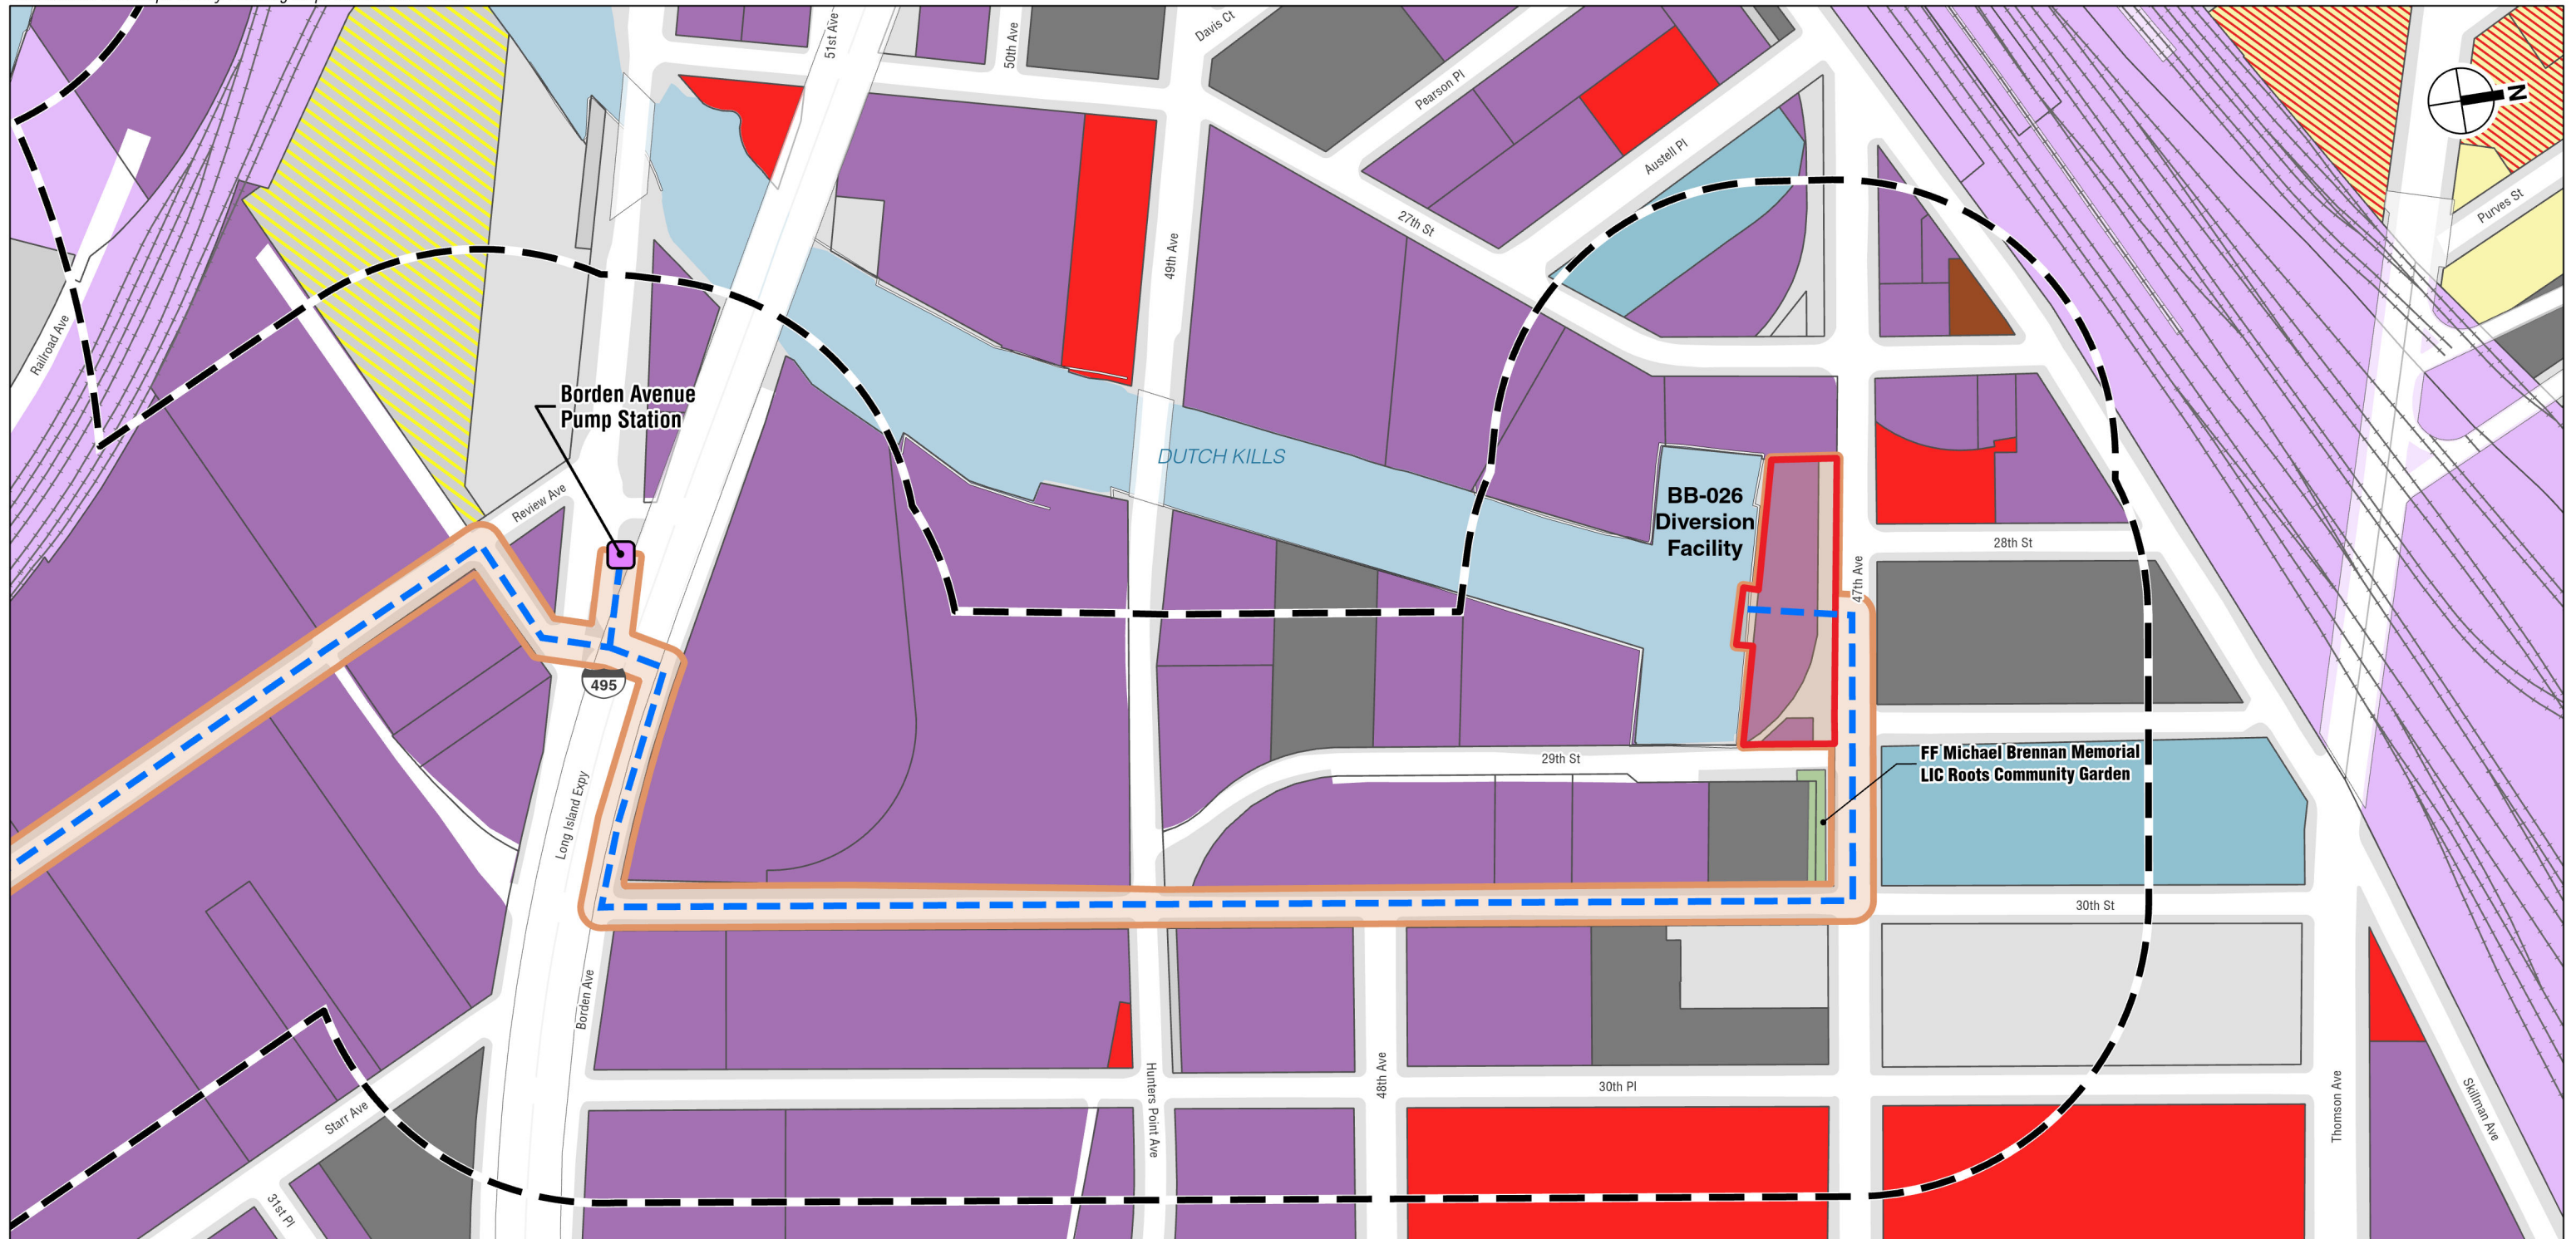 51st Ave
50th Ave
Davis Ct
Pearson Pl
Austell Pl
N
Purves St
27th St
49th Ave
Railroad Ave
Borden Avenue
Pump Station
DUTCH KILLS
Review Ave
BB-026
Diversion
Facility
28th St
47th Ave
495
29th St
FF Michael Brennan Memorial
LIC Roots Community Garden
Long Island Expy
30th St
Borden Ave
Starr Ave
31st Pl
Hunters Point Ave
48th Ave
30th Pl
Thomson Ave
Skillman Ave